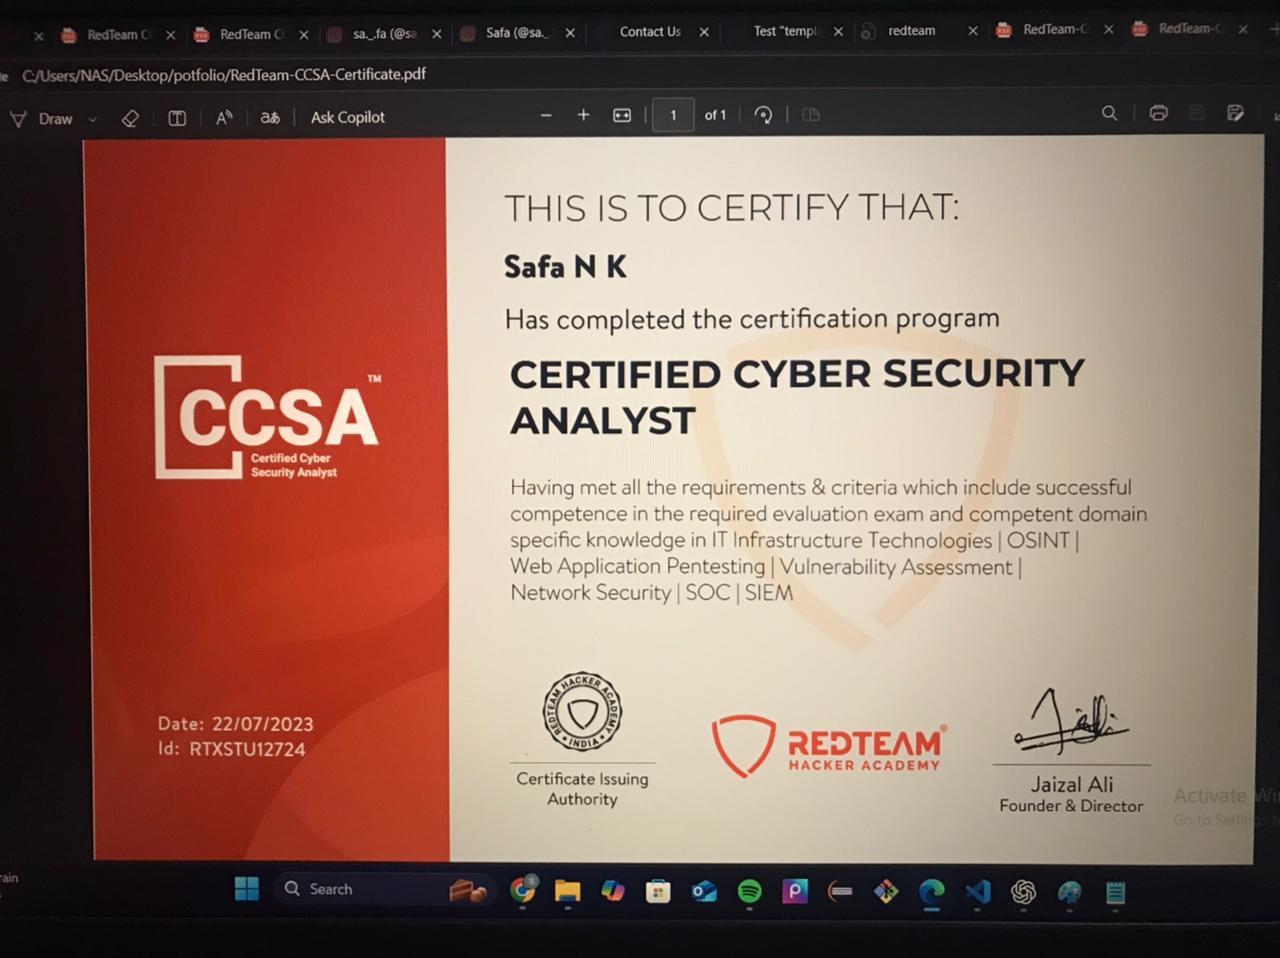 RedTeam C
RedTeam C
sa._.fa (@sa
Safa (@sa._
Contact Us
Test "templ
redteam
RedTeam-C
RedTeam-C
C:/Users/NAS/Desktop/potfolio/RedTeam-CCSA-Certificate.pdf
Draw
Ask Copilot
1 of 1
THIS IS TO CERTIFY THAT:
Safa N K
Has completed the certification program
CERTIFIED CYBER SECURITY
ANALYST
CCSA™
Certified Cyber
Security Analyst
Having met all the requirements & criteria which include successful
competence in the required evaluation exam and competent domain
specific knowledge in IT Infrastructure Technologies | OSINT |
Web Application Pentesting | Vulnerability Assessment |
Network Security | SOC | SIEM
Date: 22/07/2023
Id: RTXSTU12724
REDTEAM HACKER ACADEMY
INDIA
Certificate Issuing
Authority
REDTEAM®
HACKER ACADEMY
Jaizal Ali
Founder & Director
Activate Wi
Go to Settings
rain
Search